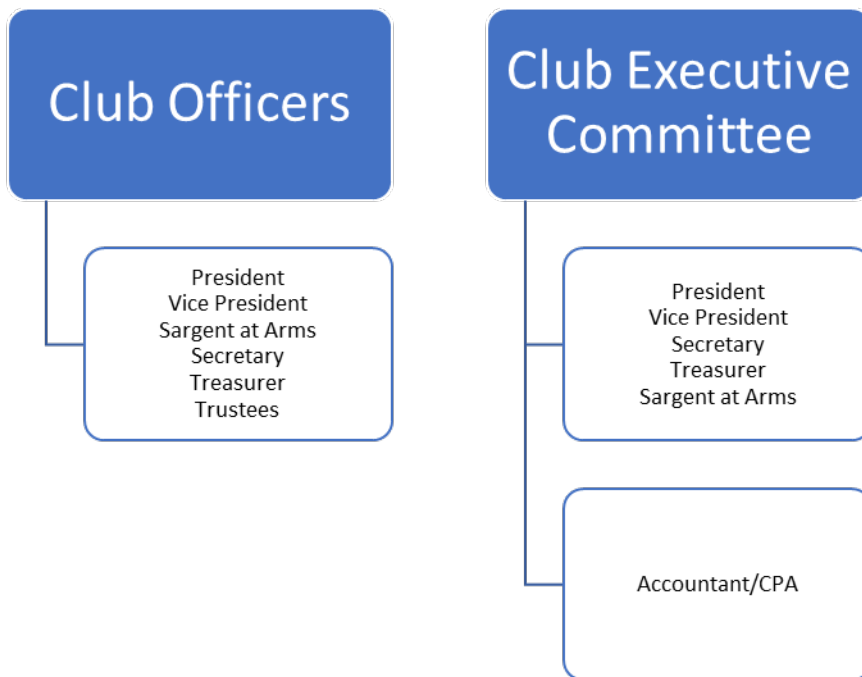 Club Officers
President
Vice President
Sargent at Arms
Secretary
Treasurer
Trustees
Club Executive
Committee
President
Vice President
Secretary
Treasurer
Sargent at Arms
Accountant/CPA